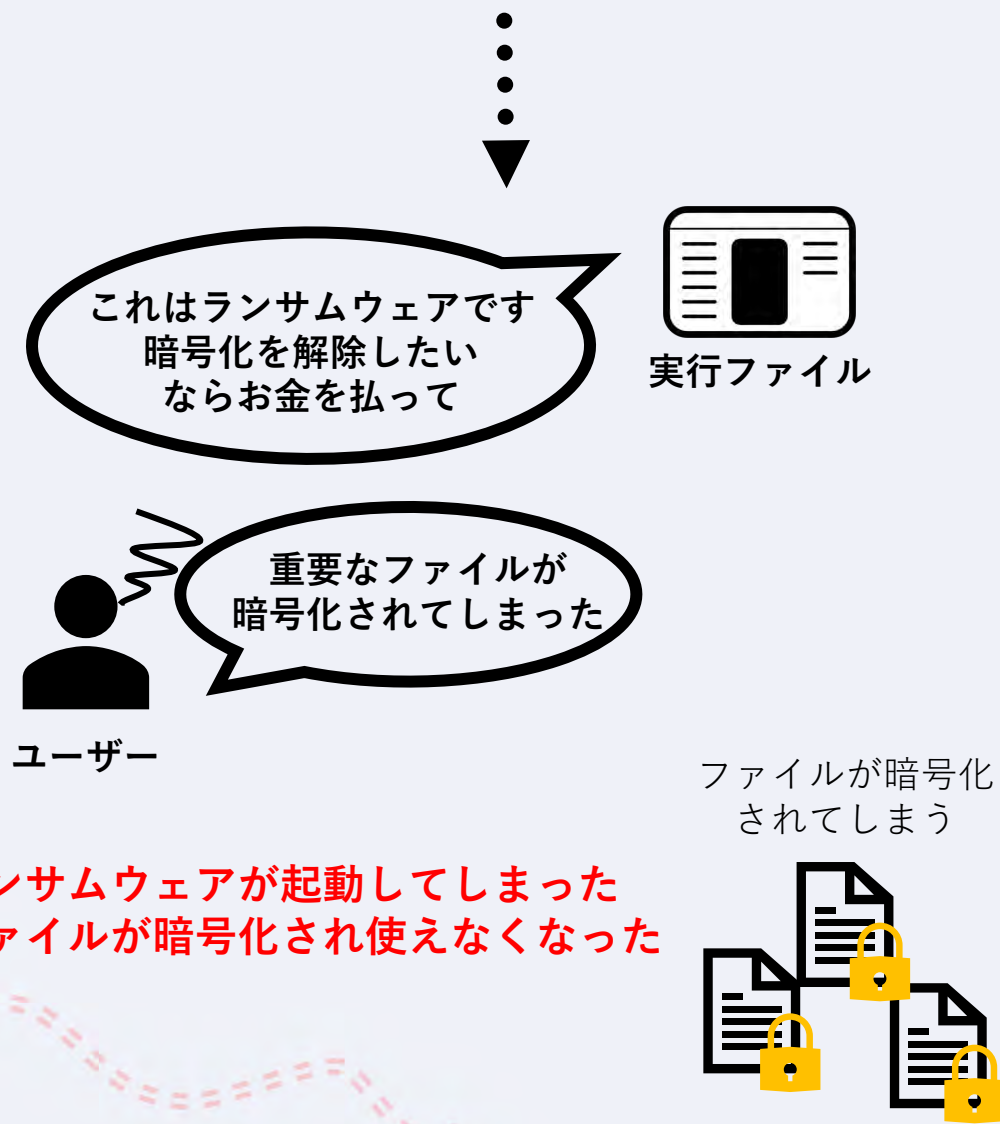 これはランサムウェアです
暗号化を解除したい
ならお金を払って
実行ファイル
重要なファイルが
暗号化されてしまった
ユーザー
ファイルが暗号化
されてしまう
ンサムウェアが起動してしまった
ァイルが暗号化され使えなくなった